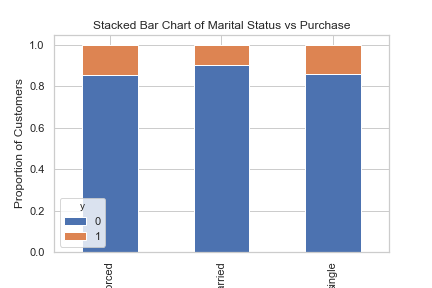 Stacked Bar Chart of Marital Status vs Purchase
1.0
0.8
0.6
0.4
0.2
0.0
Proportion of Customers
y
0
1
orced
arried
single